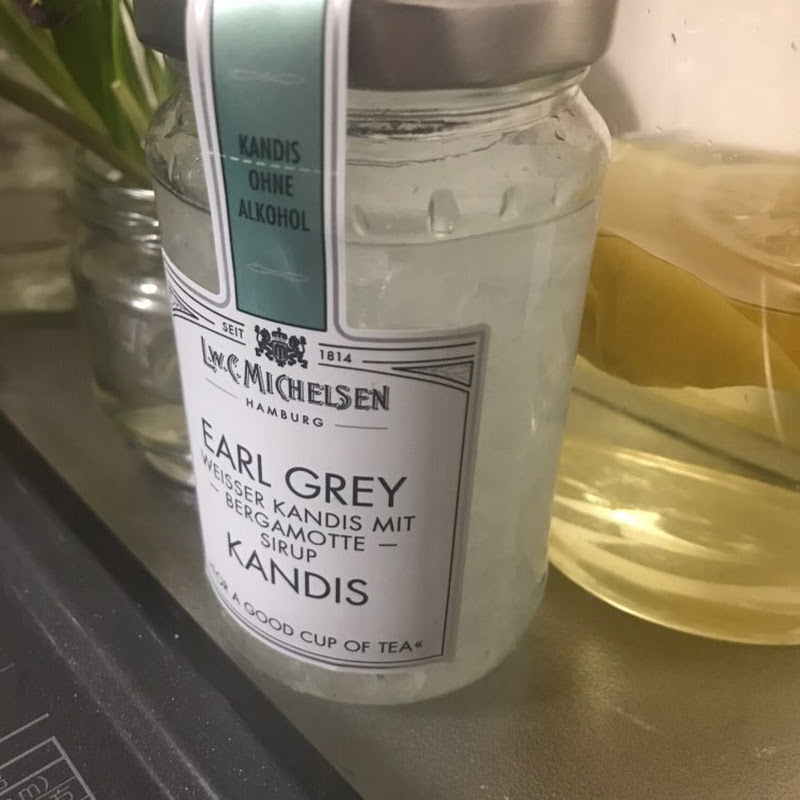 KANDIS
OHNE
ALKOHOL
SEIT 1814
L.W.C. MICHELSEN
HAMBURG
EARL GREY
WEISSER KANDIS MIT
— BERGAMOTTE —
SIRUP
KANDIS
FOR A GOOD CUP OF TEA«